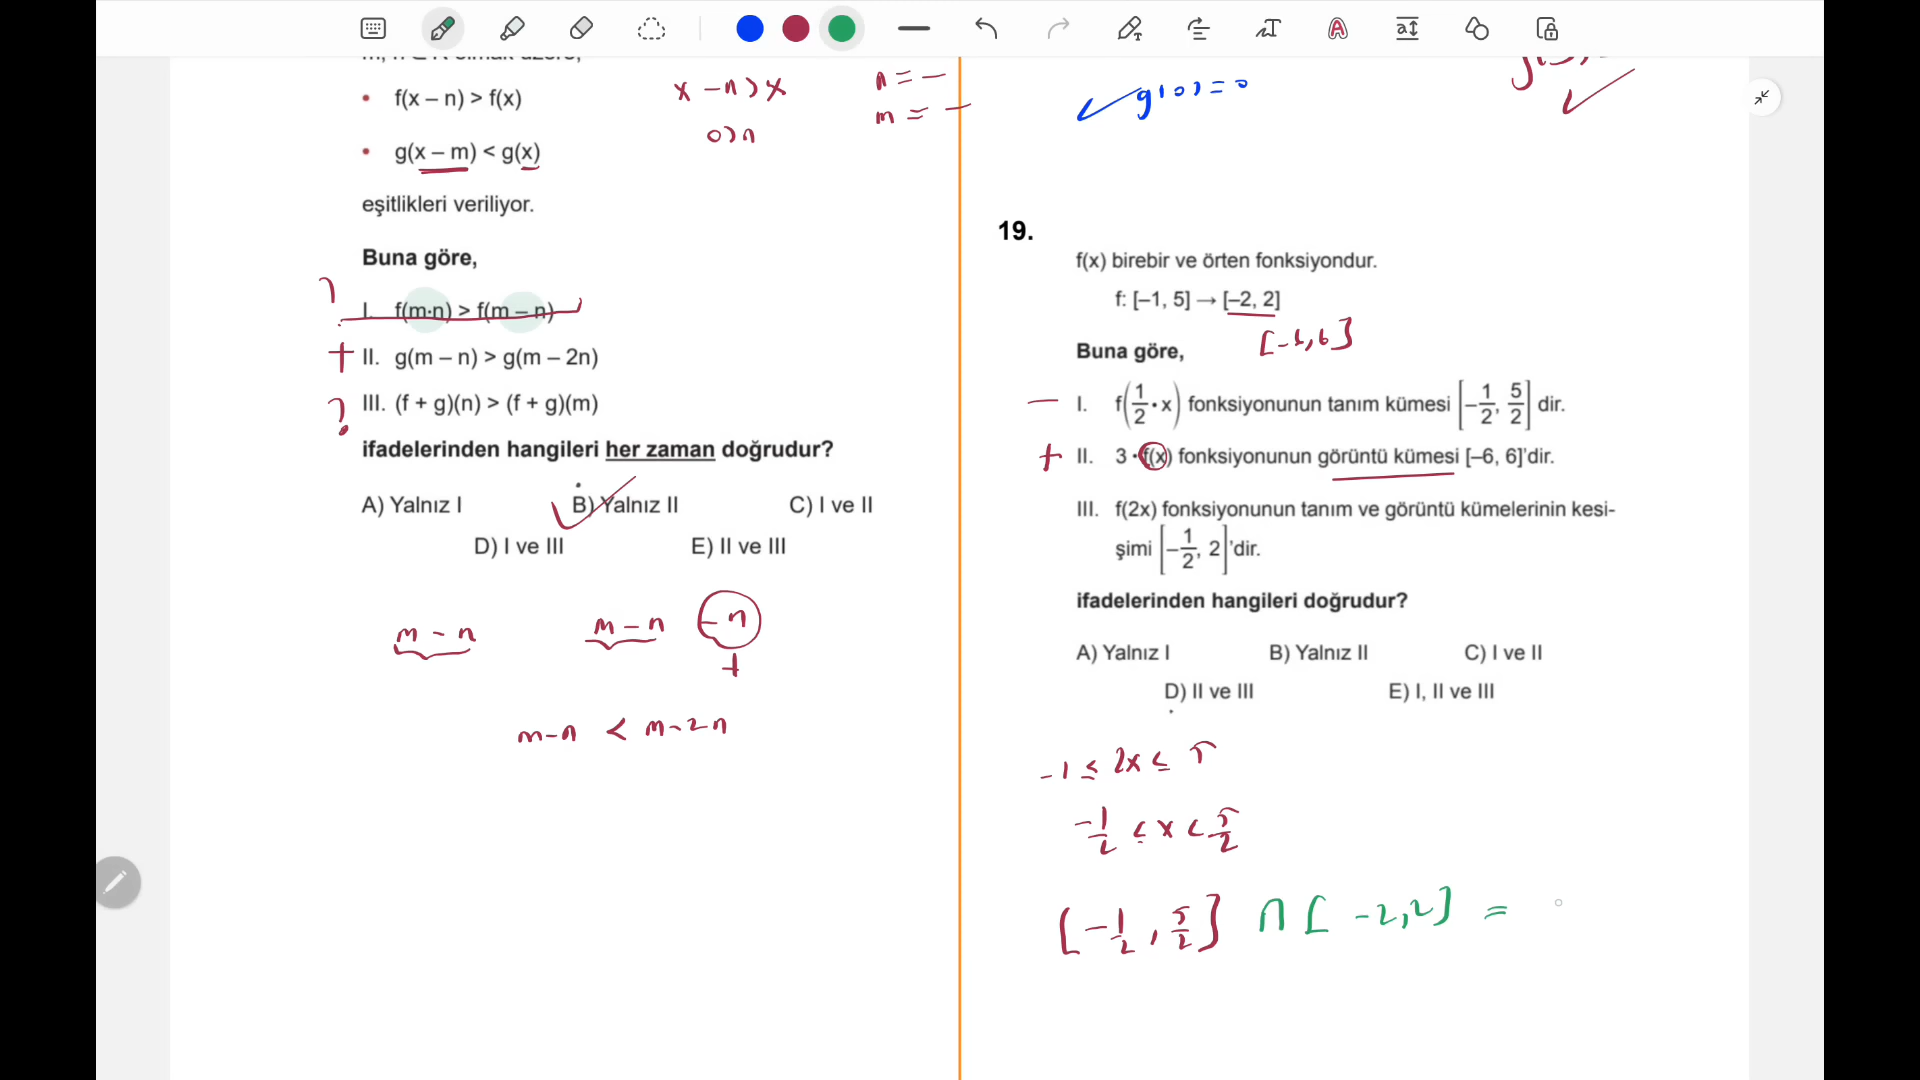 f(x – n) > f(x)
g(x – m) < g(x)
eşitlikleri veriliyor.
Buna göre,
I. f(m·n) > f(m – n)
II. g(m – n) > g(m – 2n)
III. (f + g)(n) > (f + g)(m)
ifadelerinden hangileri her zaman doğrudur?
A) Yalnız I B) Yalnız II C) I ve II
D) I ve III E) II ve III
x - n > x
0 > n
n = -
m = -
? 
+
?
m - n m - n - n
+
m-n < m-2n
g(0) = 0
19.
f(x) birebir ve örten fonksiyondur.
f: [–1, 5] → [–2, 2]
[-6,6]
Buna göre,
- I. f(1/2 · x) fonksiyonunun tanım kümesi [–1/2, 5/2] dir.
+ II. 3 · f(x) fonksiyonunun görüntü kümesi [–6, 6]'dir.
III. f(2x) fonksiyonunun tanım ve görüntü kümelerinin kesi-
şimi [–1/2, 2]'dir.
ifadelerinden hangileri doğrudur?
A) Yalnız I B) Yalnız II C) I ve II
D) II ve III E) I, II ve III
-1 ≤ 2x ≤ 5
-1/2 ≤ x < 5/2
[-1/2, 5/2] ∩ [-2,2] =